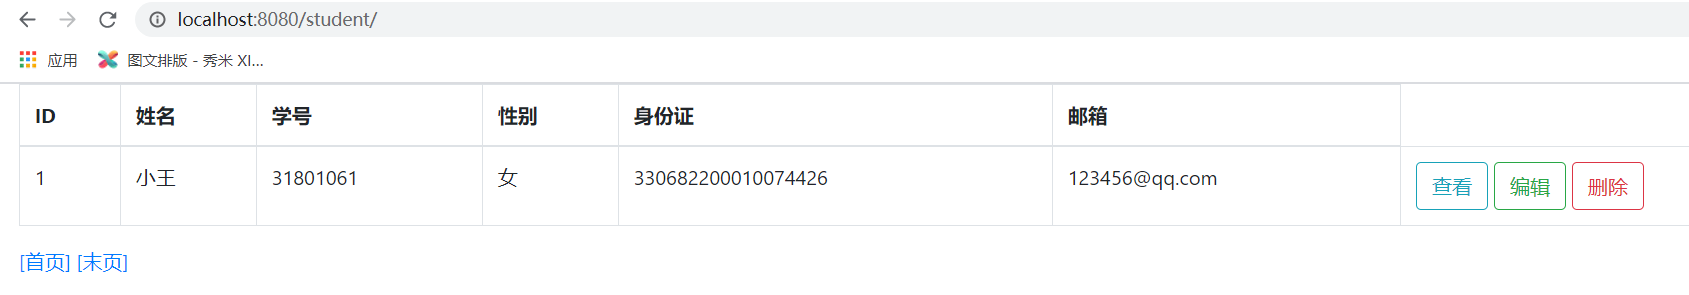 localhost:8080/student/
应用 图文排版 - 秀米 XI...
ID 姓名 学号 性别 身份证 邮箱
1 小王 31801061 女 330682200010074426 123456@qq.com 查看 编辑 删除
[首页] [末页]